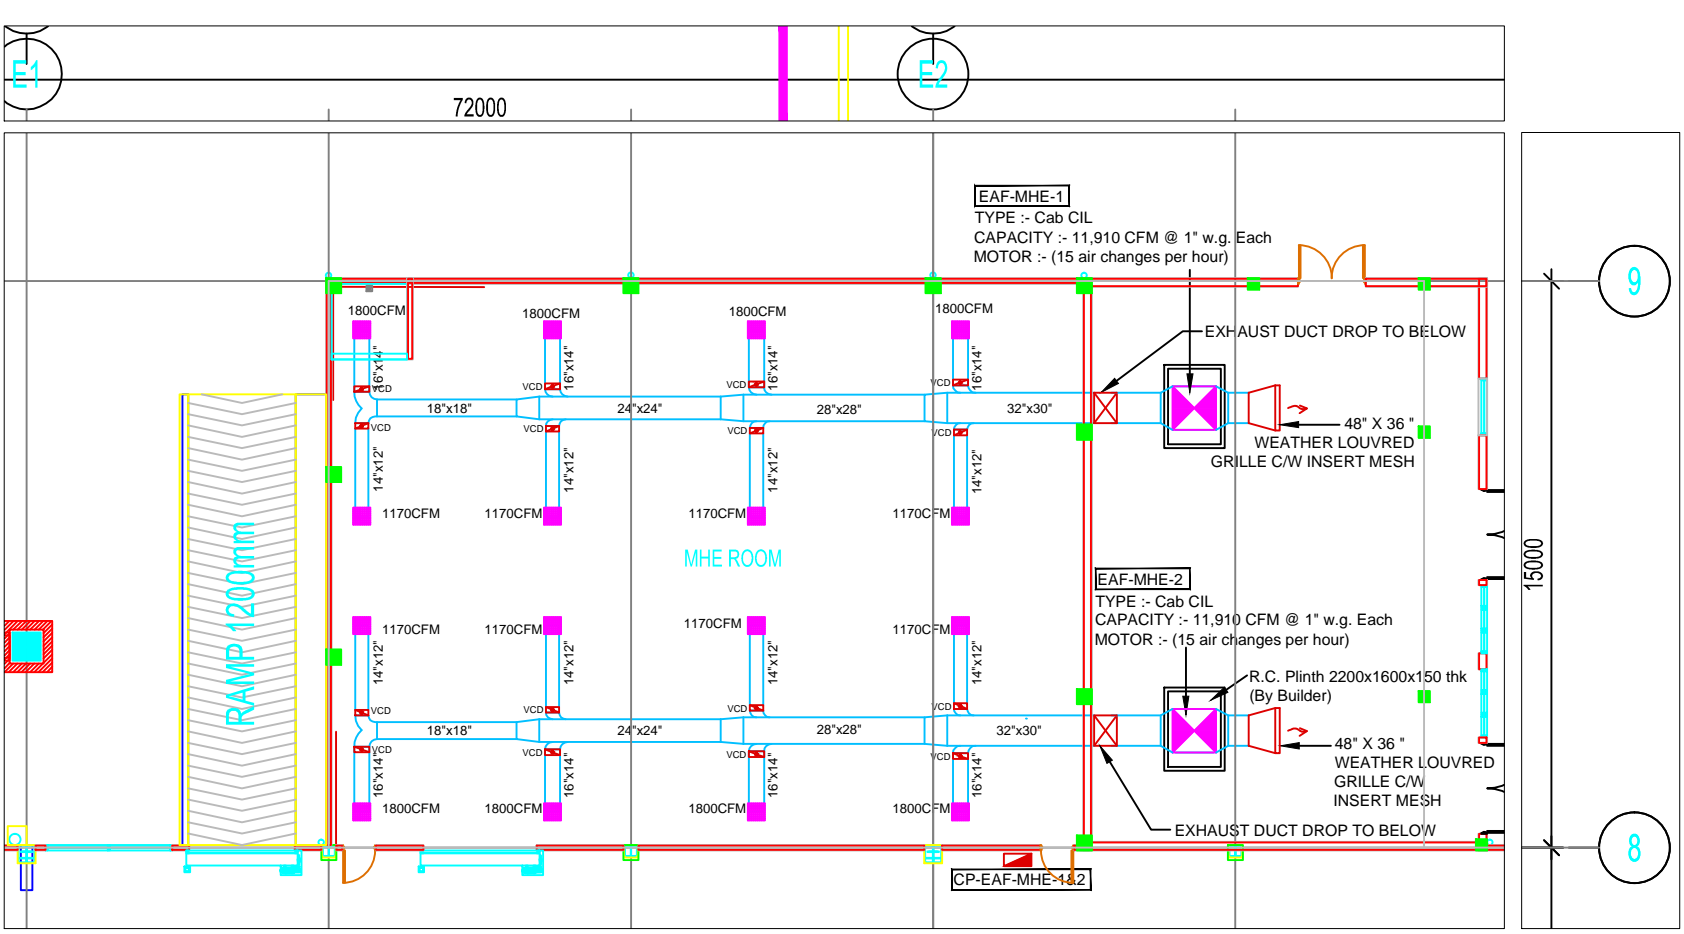 E1
E2
72000
EAF-MHE-1
TYPE :- Cab CIL
CAPACITY :- 11,910 CFM @ 1" w.g. Each
MOTOR :- (15 air changes per hour)
9
1800CFM
1800CFM
1800CFM
1800CFM
EXHAUST DUCT DROP TO BELOW
16"x14"
16"x14"
16"x14"
16"x14"
VCD
VCD
VCD
VCD
18"x18"
24"x24"
28"x28"
32"x30"
48" X 36 "
WEATHER LOUVRED
GRILLE C/W INSERT MESH
VCD
VCD
VCD
VCD
14"x12"
14"x12"
14"x12"
14"x12"
1170CFM
1170CFM
1170CFM
1170CFM
MHE ROOM
RAMP 1200mm
15000
EAF-MHE-2
TYPE :- Cab CIL
CAPACITY :- 11,910 CFM @ 1" w.g. Each
MOTOR :- (15 air changes per hour)
1170CFM
1170CFM
1170CFM
1170CFM
14"x12"
14"x12"
14"x12"
14"x12"
R.C. Plinth 2200x1600x150 thk
(By Builder)
VCD
VCD
VCD
VCD
18"x18"
24"x24"
28"x28"
32"x30"
48" X 36 "
WEATHER LOUVRED
GRILLE C/W
INSERT MESH
VCD
VCD
VCD
VCD
16"x14"
16"x14"
16"x14"
16"x14"
1800CFM
1800CFM
1800CFM
1800CFM
EXHAUST DUCT DROP TO BELOW
8
CP-EAF-MHE-1&2